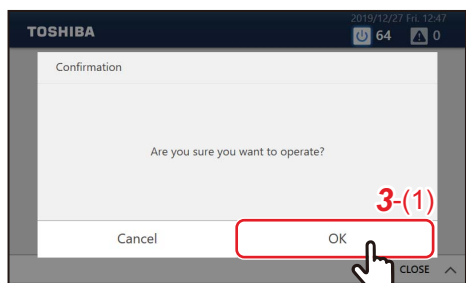 2019/12/27 Fri. 12:47
TOSHIBA
64
0
Confirmation
Are you sure you want to operate?
3-(1)
Cancel
OK
CLOSE